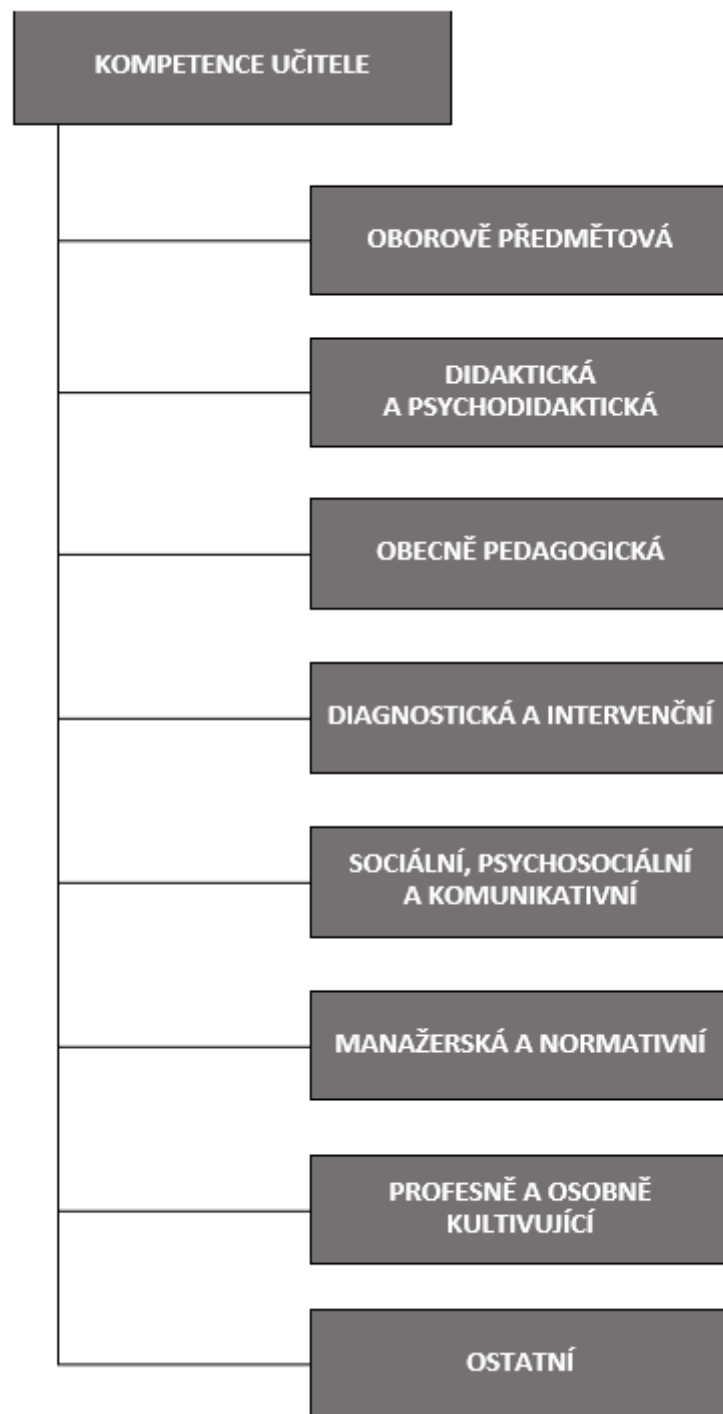 KOMPETENCE UČITELE
OBOROVĚ PŘEDMĚTOVÁ
DIDAKTICKÁ
A PSYCHODIDAKTICKÁ
OBECNĚ PEDAGOGICKÁ
DIAGNOSTICKÁ A INTERVENČNÍ
SOCIÁLNÍ, PSYCHOSOCIÁLNÍ
A KOMUNIKATIVNÍ
MANAŽERSKÁ A NORMATIVNÍ
PROFESNĚ A OSOBNĚ
KULTIVUJÍCÍ
OSTATNÍ